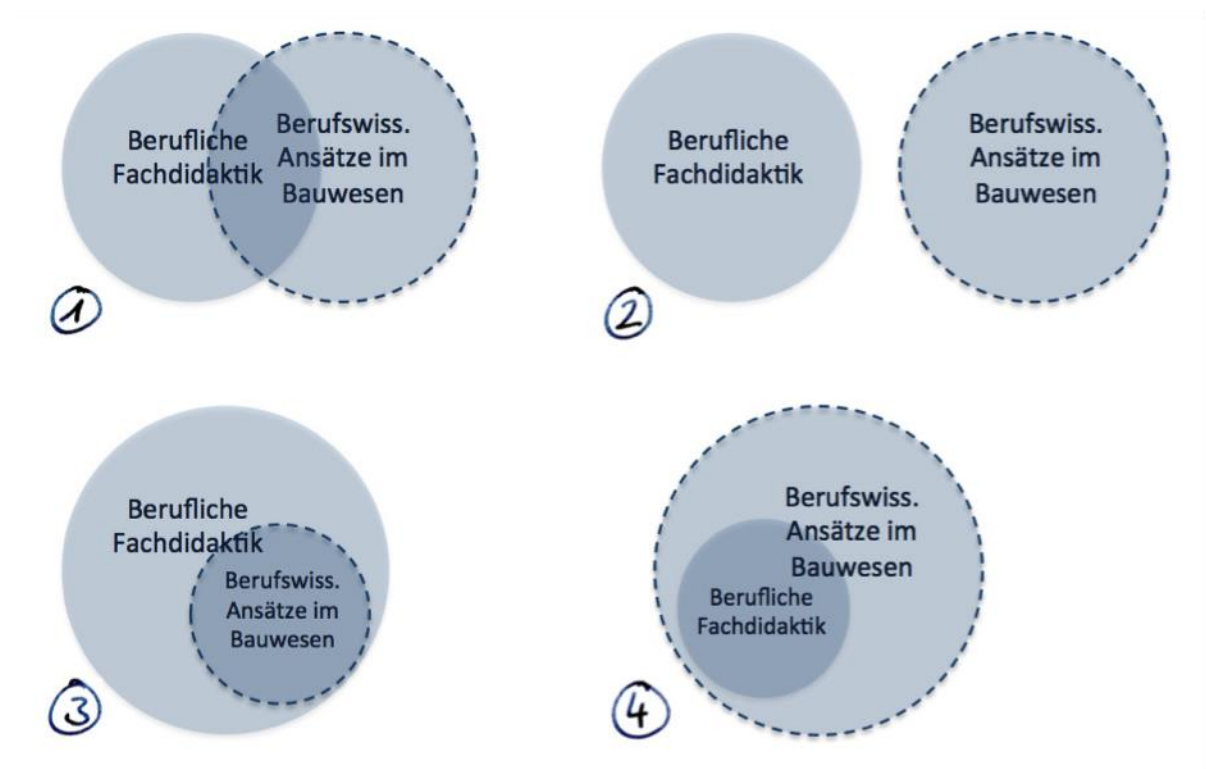 Berufliche
Fachdidaktik
Berufswiss.
Ansätze im
Bauwesen
1
Berufliche
Fachdidaktik
Berufswiss.
Ansätze im
Bauwesen
2
Berufliche
Fachdidaktik
Berufswiss.
Ansätze im
Bauwesen
3
Berufswiss.
Ansätze im
Bauwesen
Berufliche
Fachdidaktik
4